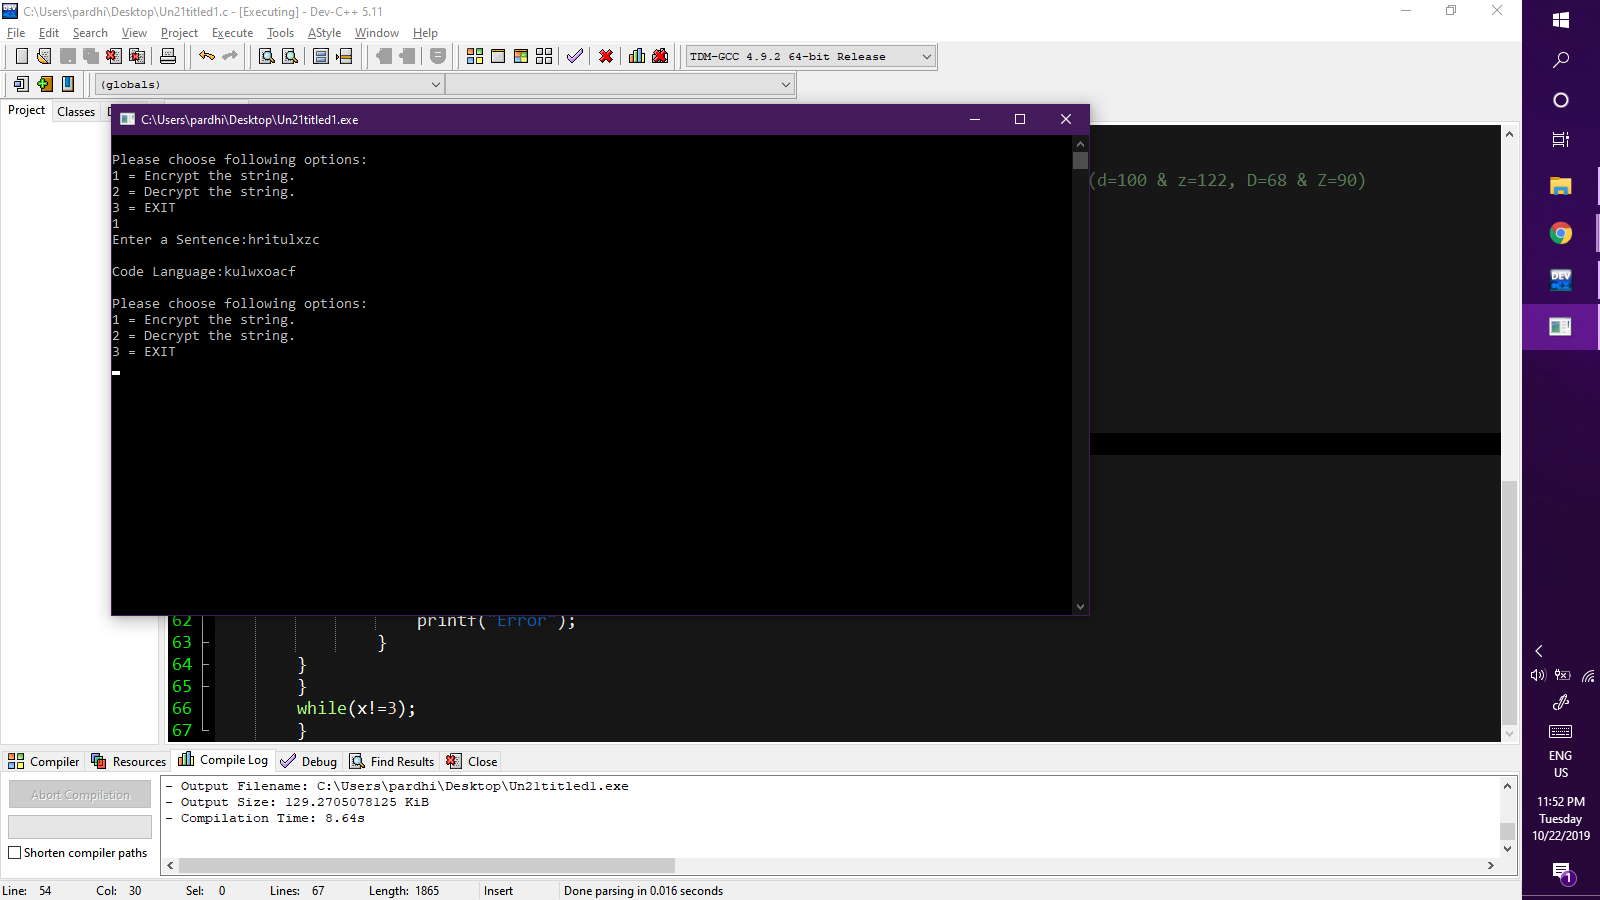 C:\Users\pardhi\Desktop\Un21titled1.c - [Executing] - Dev-C++ 5.11
File Edit Search View Project Execute Tools AStyle Window Help
TDM-GCC 4.9.2 64-bit Release
(globals)
Project Classes
C:\Users\pardhi\Desktop\Un21titled1.exe
Please choose following options:
1 = Encrypt the string.
2 = Decrypt the string.
3 = EXIT
1
Enter a Sentence:hritulxzc
Code Language:kulwxoacf
Please choose following options:
1 = Encrypt the string.
2 = Decrypt the string.
3 = EXIT
(d=100 & z=122, D=68 & Z=90)
62 printf("Error");
63 }
64 }
65 }
66 while(x!=3);
67 }
Compiler Resources Compile Log Debug Find Results Close
Abort Compilation
Shorten compiler paths
- Output Filename: C:\Users\pardhi\Desktop\Un21titled1.exe
- Output Size: 129.2705078125 KiB
- Compilation Time: 8.64s
Line: 54 Col: 30 Sel: 0 Lines: 67 Length: 1865 Insert Done parsing in 0.016 seconds
DEV C++
ENG
US
11:52 PM
Tuesday
10/22/2019
1